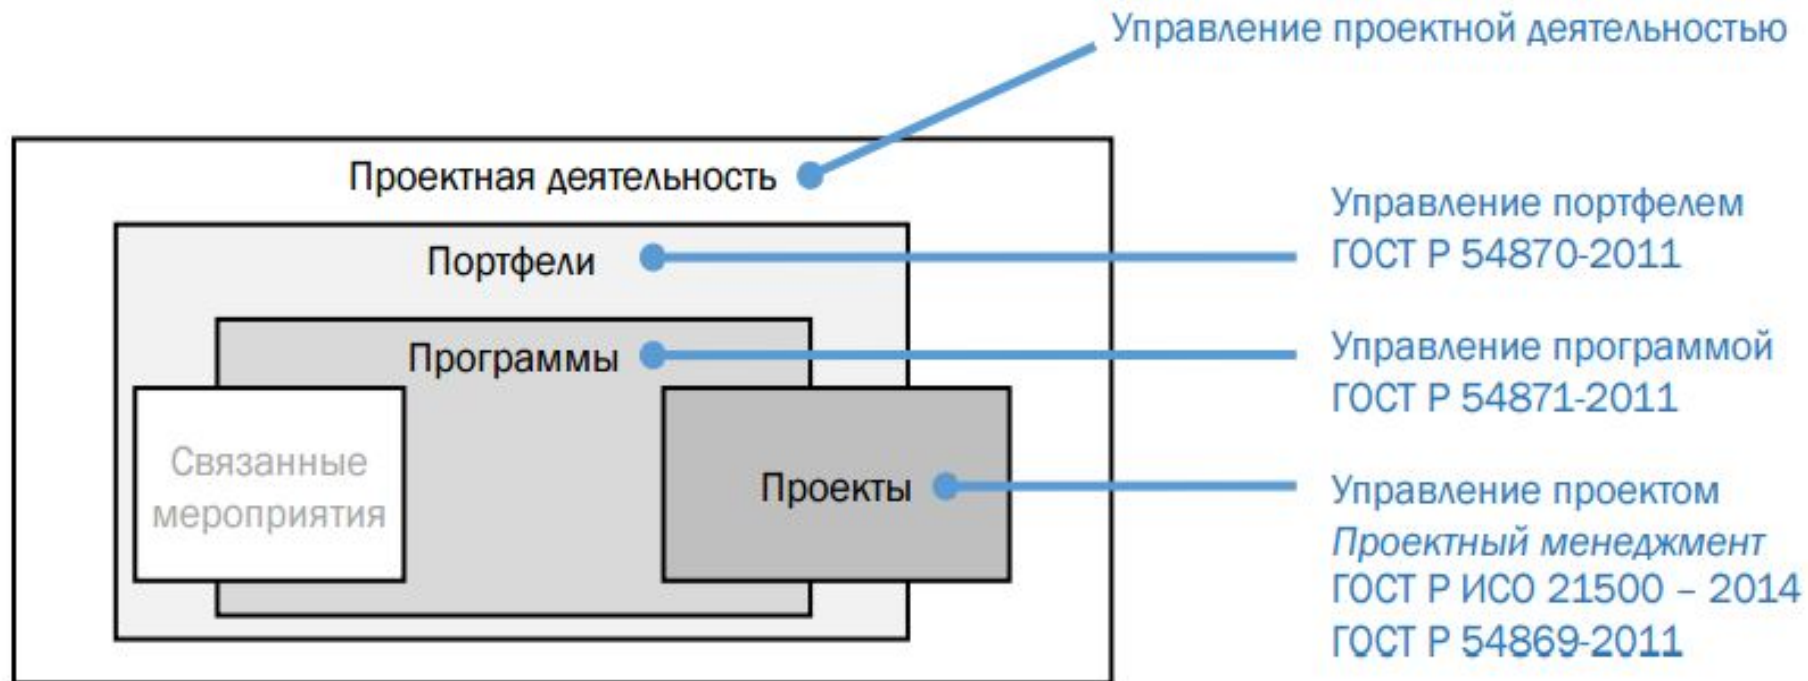 Управление проектной деятельностью
Проектная деятельность
Портфели
Управление портфелем
ГОСТ Р 54870-2011
Программы
Управление программой
ГОСТ Р 54871-2011
Связанные
мероприятия
Проекты
Управление проектом
Проектный менеджмент
ГОСТ Р ИСО 21500 – 2014
ГОСТ Р 54869-2011